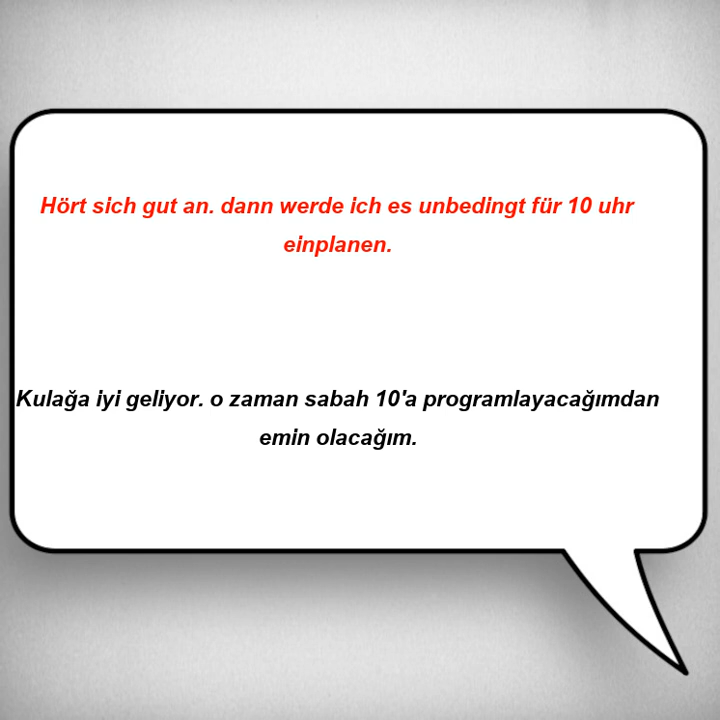 Hört sich gut an. dann werde ich es unbedingt für 10 uhr
einplanen.
Kulağa iyi geliyor. o zaman sabah 10'a programlayacağımdan
emin olacağım.